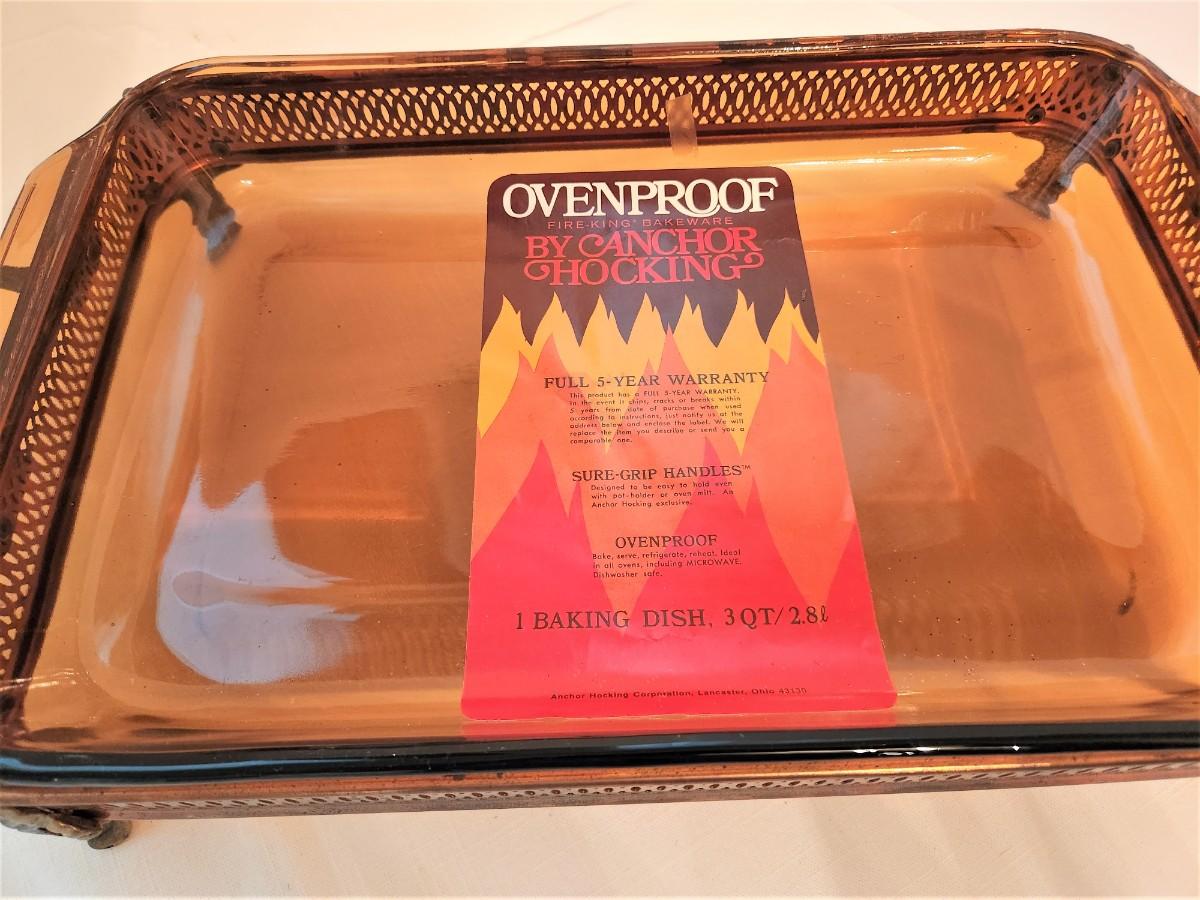 OVENPROOF
FIRE-KING® BAKEWARE
BY ANCHOR
HOCKING
FULL 5-YEAR WARRANTY
This product has a FULL 5-YEAR WARRANTY.
In the event it chips, cracks or breaks within
5 years from date of purchase when used
according to instructions, just notify us at the
address below and enclose the label. We will
replace the item you describe or send you a
comparable one.
SURE-GRIP HANDLES™
Designed to be easy to hold even
with pot-holder or oven mitt. An
Anchor Hocking exclusive.
OVENPROOF
Bake, serve, refrigerate, reheat. Ideal
in all ovens, including MICROWAVE.
Dishwasher safe.
1 BAKING DISH, 3 QT/2.8ℓ
Anchor Hocking Corporation, Lancaster, Ohio 43130